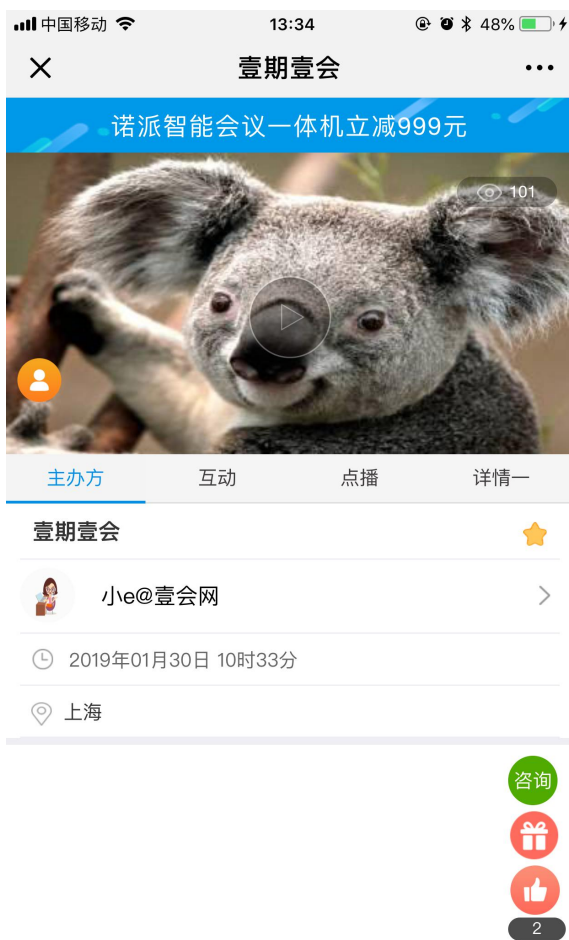 中国移动 13:34 48%
壹期壹会
诺派智能会议一体机立减999元
101
主办方 互动 点播 详情一
壹期壹会
小e@壹会网
2019年01月30日 10时33分
上海
咨询
2